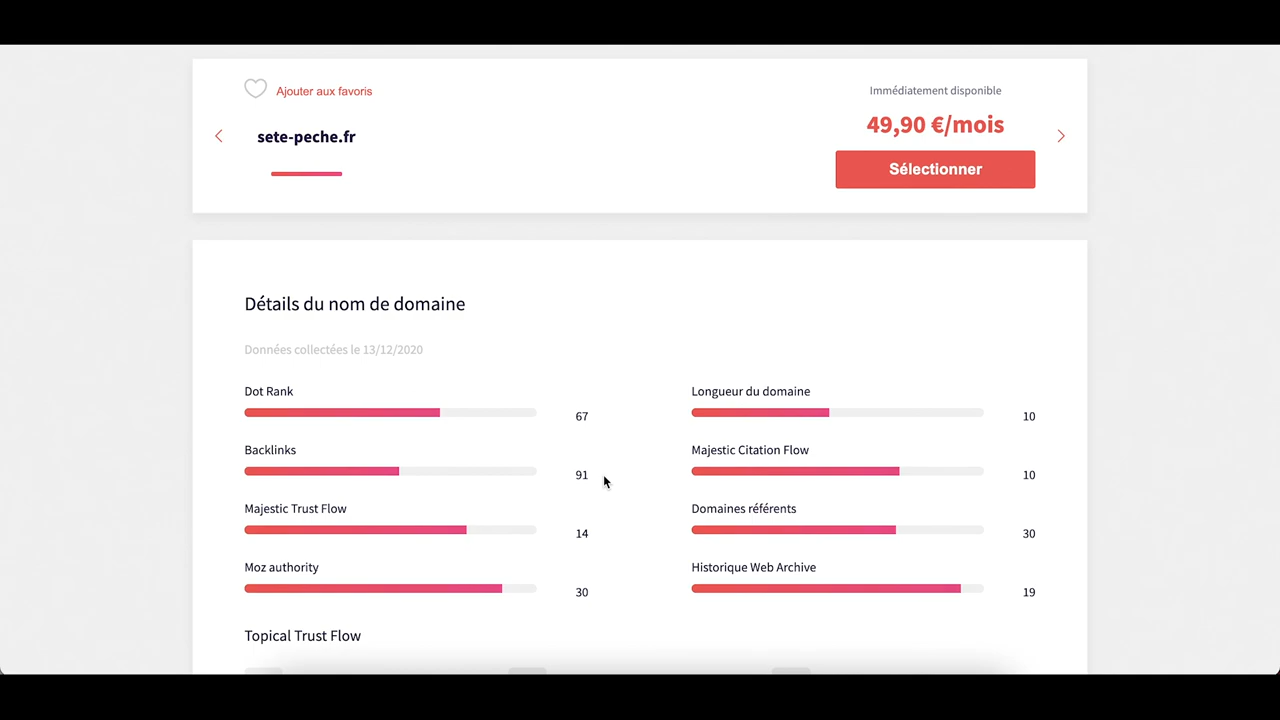 Ajouter aux favoris
sete-peche.fr
Immédiatement disponible
49,90 €/mois
Sélectionner
Détails du nom de domaine
Données collectées le 13/12/2020
Dot Rank
67
Longueur du domaine
10
Backlinks
91
Majestic Citation Flow
10
Majestic Trust Flow
14
Domaines référents
30
Moz authority
30
Historique Web Archive
19
Topical Trust Flow